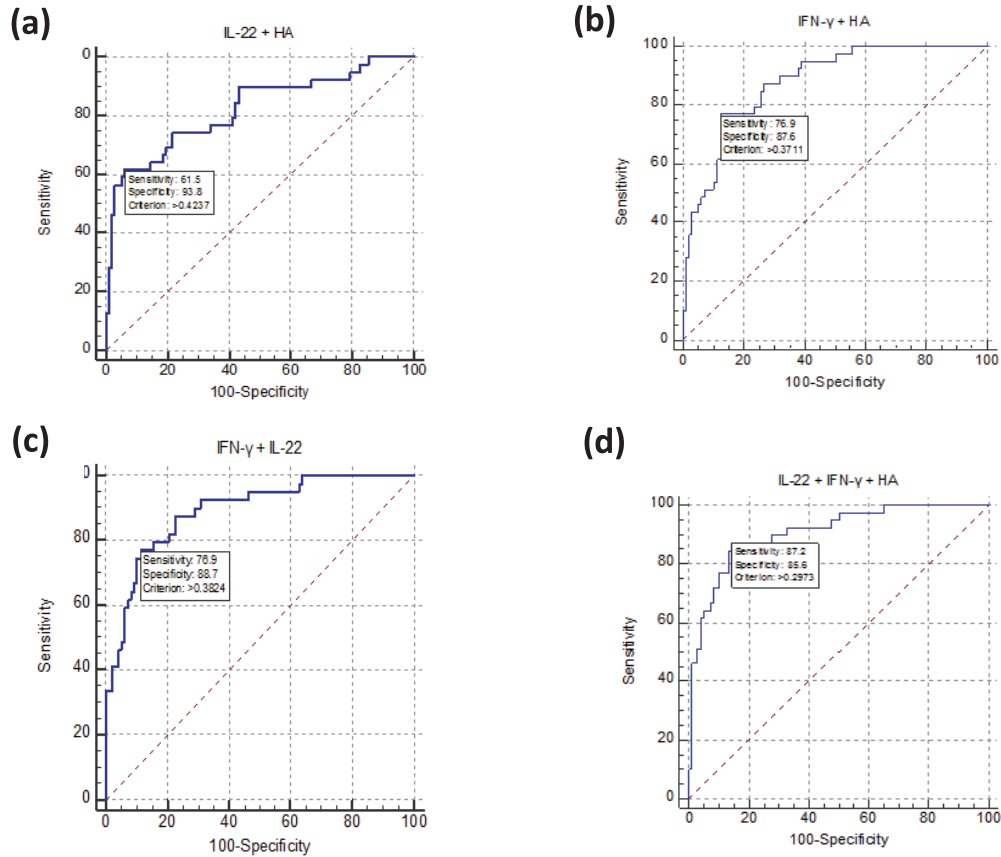 (a)
IL-22 + HA
0
80
60
40
20
0
Sensitivity
Sensitivity: 61.5
Specificity: 93.8
Criterion: >0.4237
0 20 40 60 80 100
100-Specificity
(b)
IFN-γ + HA
100
80
60
40
20
0
Sensitivity
Sensitivity: 76.9
Specificity: 87.6
Criterion: >0.3711
0 20 40 60 80 100
100-Specificity
(c)
IFN-γ + IL-22
0
80
60
40
20
0
Sensitivity
Sensitivity: 76.9
Specificity: 88.7
Criterion: >0.3824
0 20 40 60 80 100
100-Specificity
(d)
IL-22 + IFN-γ + HA
100
80
60
40
20
0
Sensitivity
Sensitivity: 87.2
Specificity: 85.6
Criterion: >0.2973
0 20 40 60 80 100
100-Specificity